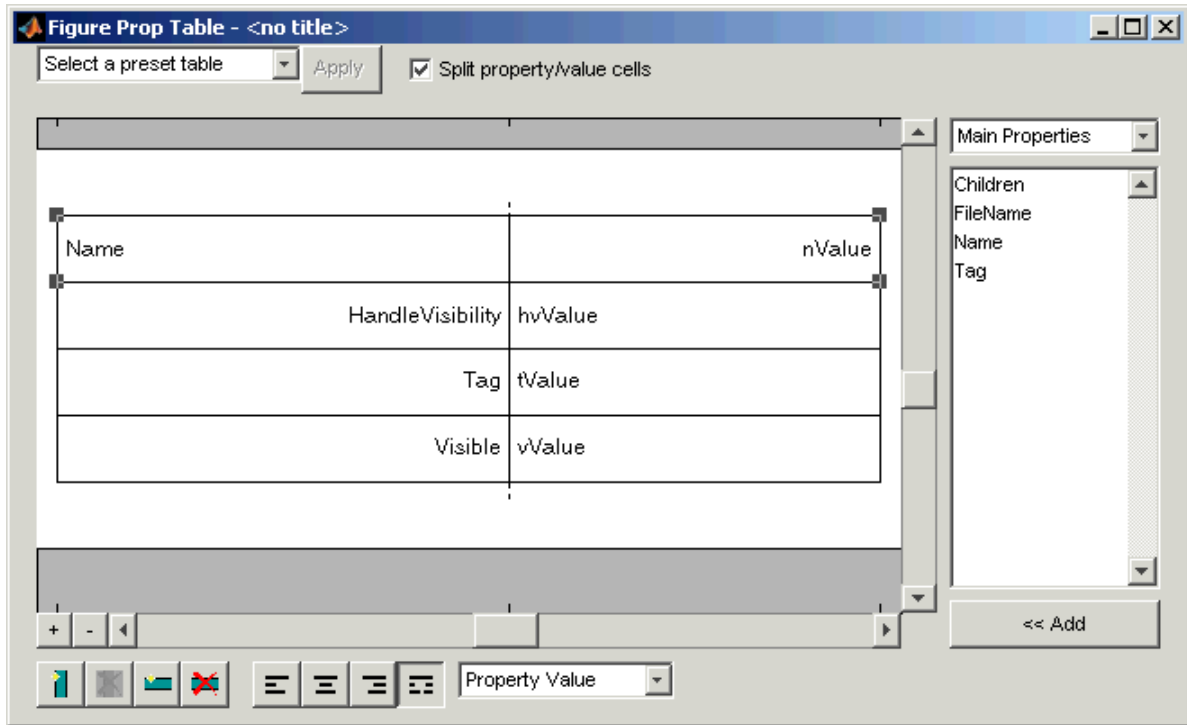 Figure Prop Table - <no title>
Select a preset table Apply Split property/value cells
Main Properties
Children
FileName
Name
Tag
Name nValue
HandleVisibility hvValue
Tag tValue
Visible vValue
+ - << Add
Property Value